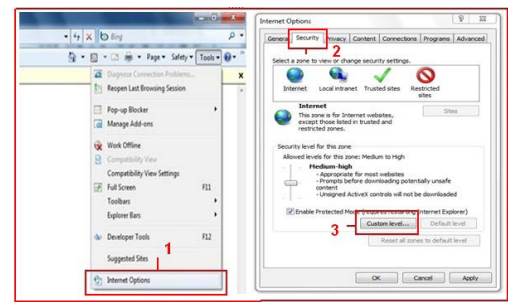 Bing
Page Safety Tools
Diagnose Connection Problems...
Reopen Last Browsing Session
Pop-up Blocker
Manage Add-ons
Work Offline
Compatibility View
Compatibility View Settings
Full Screen F11
Toolbars
Explorer Bars
Developer Tools F12
Suggested Sites
1
Internet Options
Internet Options
General Security Privacy Content Connections Programs Advanced
2
Select a zone to view or change security settings.
Internet Local intranet Trusted sites Restricted
sites
Internet
This zone is for Internet websites,
except those listed in trusted and
restricted zones.
Sites
Security level for this zone
Allowed levels for this zone: Medium to High
Medium-high
- Appropriate for most websites
- Prompts before downloading potentially unsafe
content
- Unsigned ActiveX controls will not be downloaded
Enable Protected Mode (requires restarting Internet Explorer)
3
Custom level... Default level
Reset all zones to default level
OK Cancel Apply